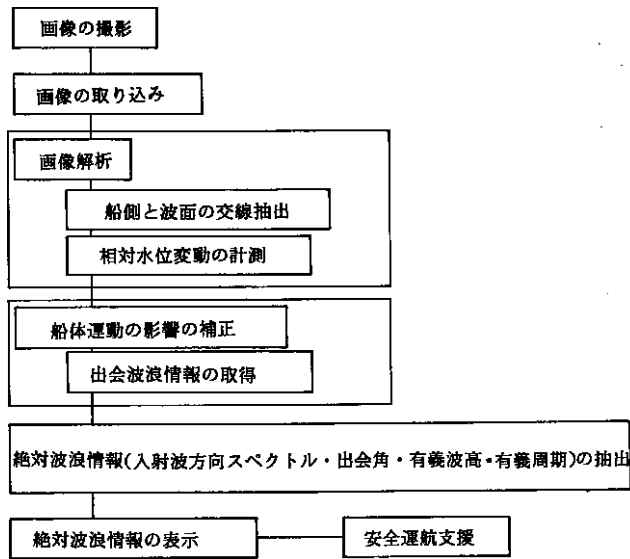 画像の撮影
画像の取り込み
画像解析
船側と波面の交線抽出
相対水位変動の計測
船体運動の影響の補正
出会波浪情報の取得
絶対波浪情報(入射波方向スペクトル・出会角・有義波高・有義周期)の抽出
絶対波浪情報の表示
安全運航支援